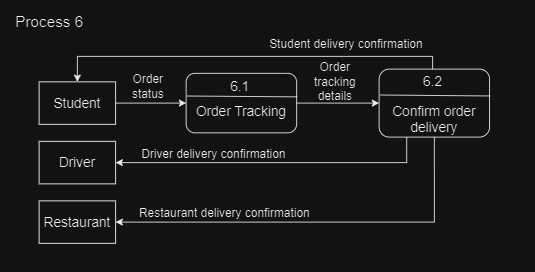 Process 6
Student delivery confirmation
Order
status
Order
tracking
details
6.1
Order Tracking
6.2
Confirm order
delivery
Student
Driver delivery confirmation
Driver
Restaurant delivery confirmation
Restaurant